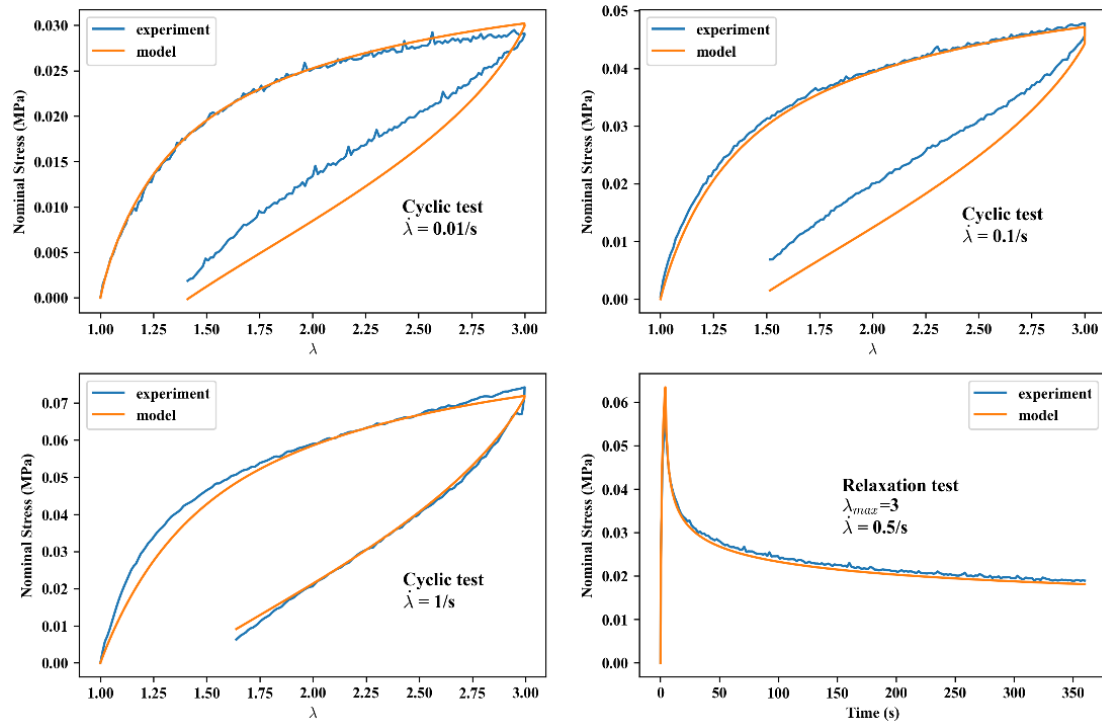 experiment
model
Nominal Stress (MPa)
0.030
0.025
0.020
0.015
0.010
0.005
0.000
Cyclic test
λ̇ = 0.01/s
1.00 1.25 1.50 1.75 2.00 2.25 2.50 2.75 3.00
λ
experiment
model
Nominal Stress (MPa)
0.05
0.04
0.03
0.02
0.01
0.00
Cyclic test
λ̇ = 0.1/s
1.00 1.25 1.50 1.75 2.00 2.25 2.50 2.75 3.00
λ
experiment
model
Nominal Stress (MPa)
0.07
0.06
0.05
0.04
0.03
0.02
0.01
0.00
Cyclic test
λ̇ = 1/s
1.00 1.25 1.50 1.75 2.00 2.25 2.50 2.75 3.00
λ
experiment
model
Nominal Stress (MPa)
0.06
0.05
0.04
0.03
0.02
0.01
0.00
Relaxation test
λmax=3
λ̇ = 0.5/s
0 50 100 150 200 250 300 350
Time (s)